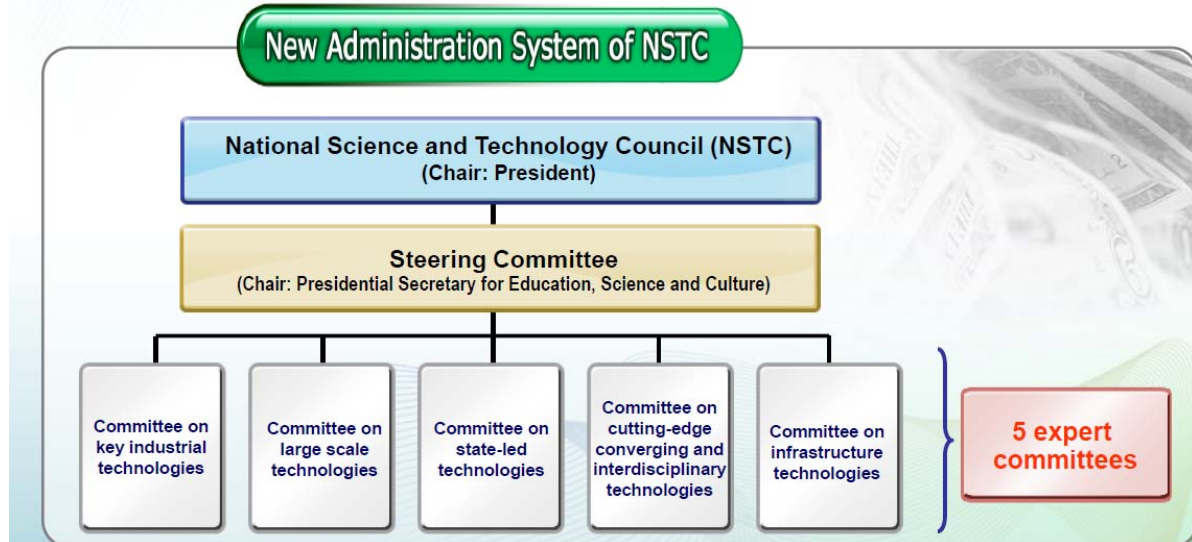 New Administration System of NSTC
National Science and Technology Council (NSTC)
(Chair: President)
Steering Committee
(Chair: Presidential Secretary for Education, Science and Culture)
Committee on
key industrial
technologies
Committee on
large scale
technologies
Committee on
state-led
technologies
Committee on
cutting-edge
converging and
interdisciplinary
technologies
Committee on
infrastructure
technologies
5 expert
committees